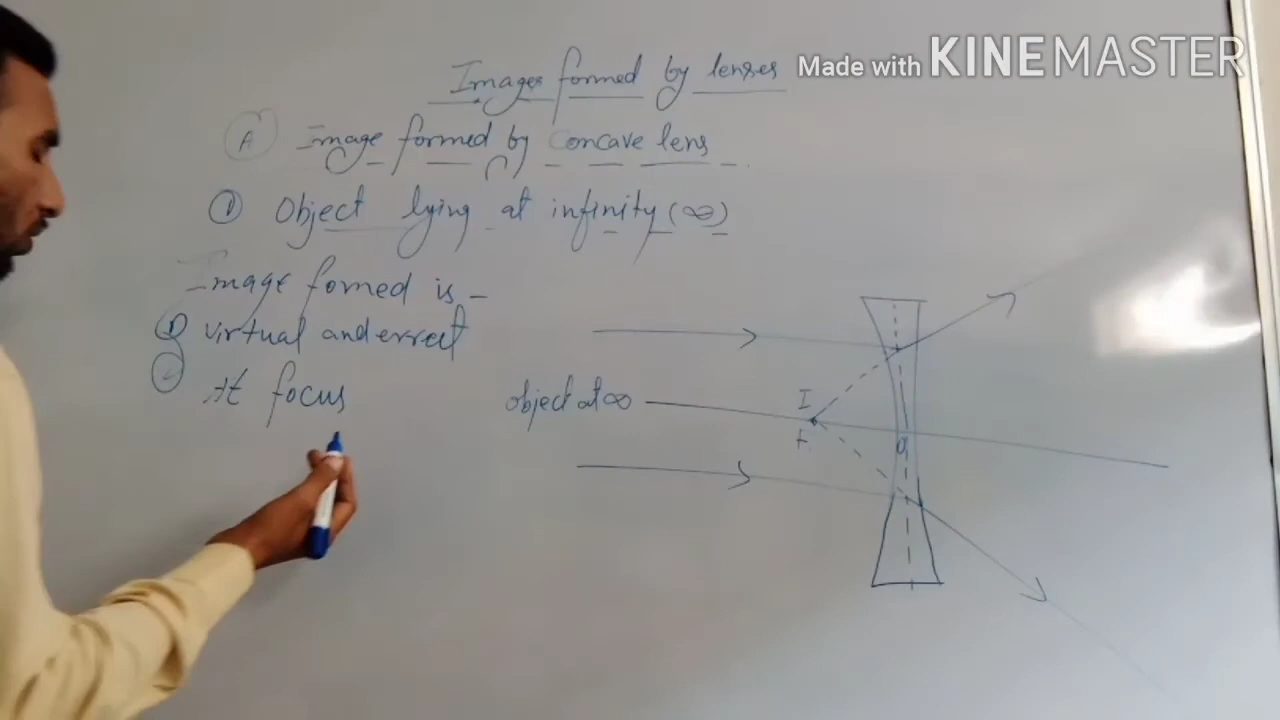 Made with KINEMASTER
Images formed by lenses
A Image formed by Concave lens
① Object lying at infinity (∞)
Image formed is -
① virtual and errect
② At focus
object at ∞
I
F
O